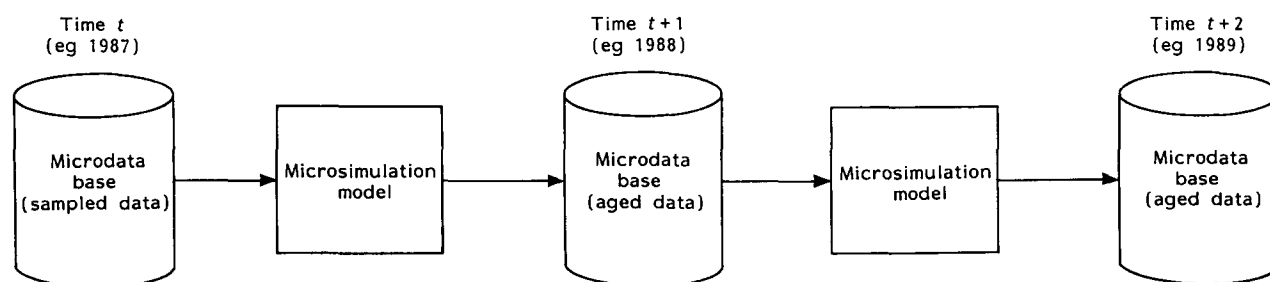 Time t
(eg 1987)
Time t+1
(eg 1988)
Time t+2
(eg 1989)
Microdata
base
(sampled data)
Microsimulation
model
Microdata
base
(aged data)
Microsimulation
model
Microdata
base
(aged data)